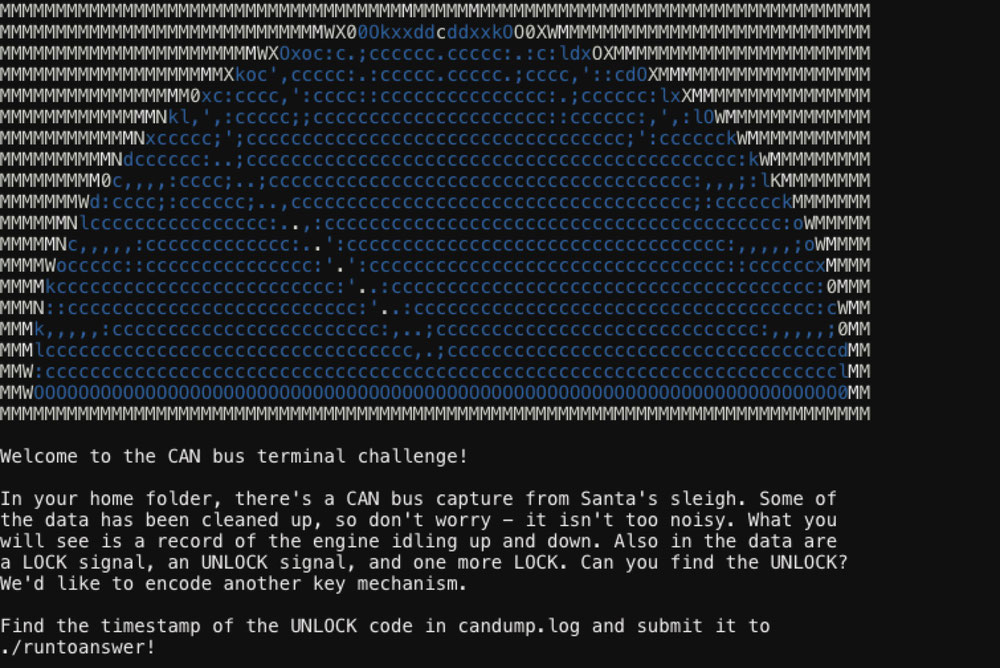 Welcome to the CAN bus terminal challenge!
In your home folder, there's a CAN bus capture from Santa's sleigh. Some of
the data has been cleaned up, so don't worry – it isn't too noisy. What you
will see is a record of the engine idling up and down. Also in the data are
a LOCK signal, an UNLOCK signal, and one more LOCK. Can you find the UNLOCK?
We'd like to encode another key mechanism.
Find the timestamp of the UNLOCK code in candump.log and submit it to
./runtoanswer!